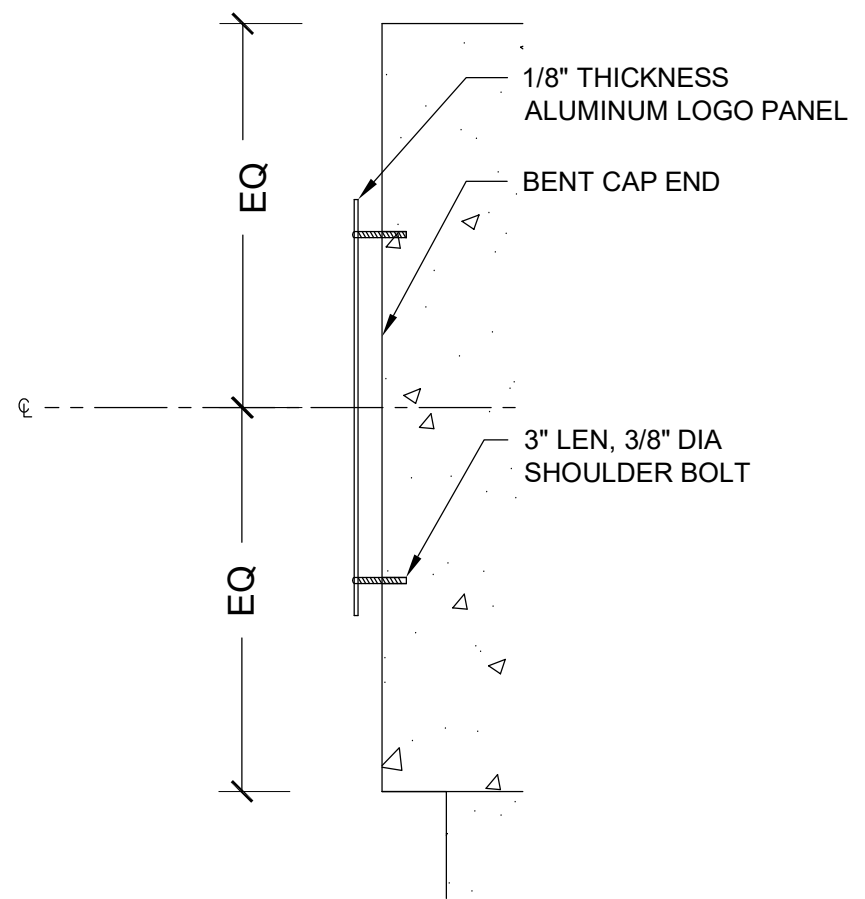 1/8" THICKNESS
ALUMINUM LOGO PANEL
BENT CAP END
EQ
℄
3" LEN, 3/8" DIA
SHOULDER BOLT
EQ